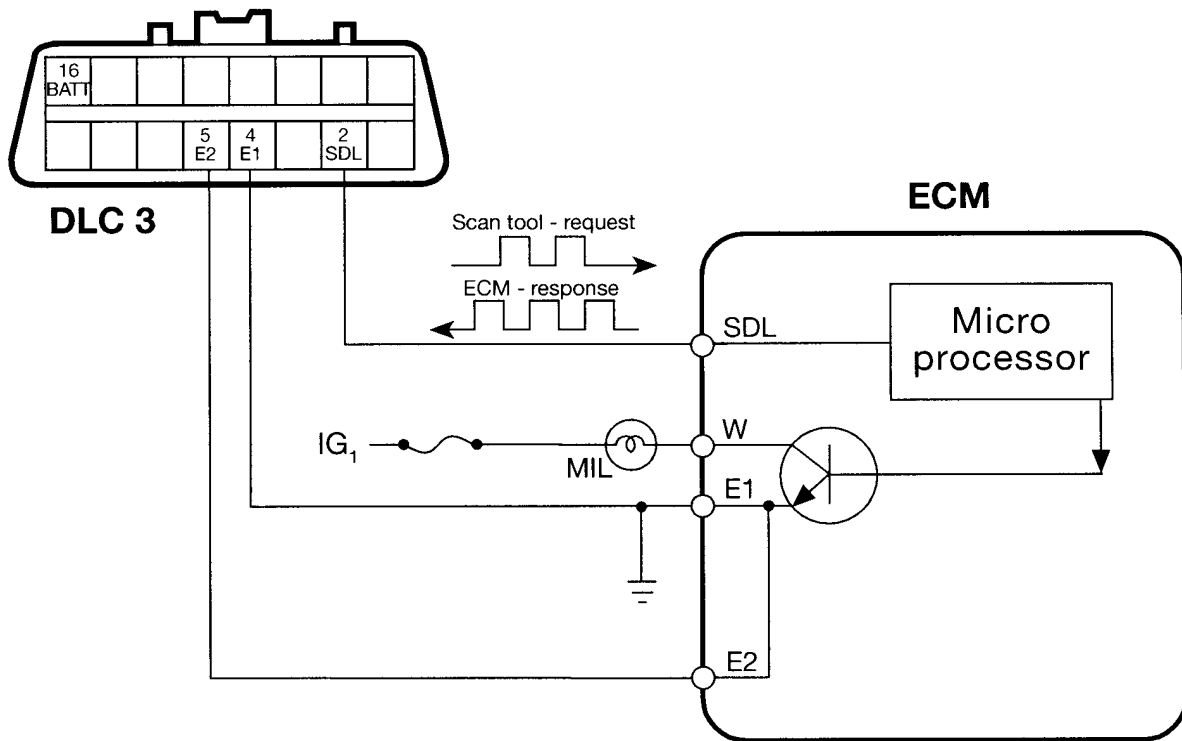 16
BATT
5
E2
4
E1
2
SDL
DLC 3
ECM
Scan tool - request
ECM - response
SDL
Micro
processor
IG₁
MIL
W
E1
E2